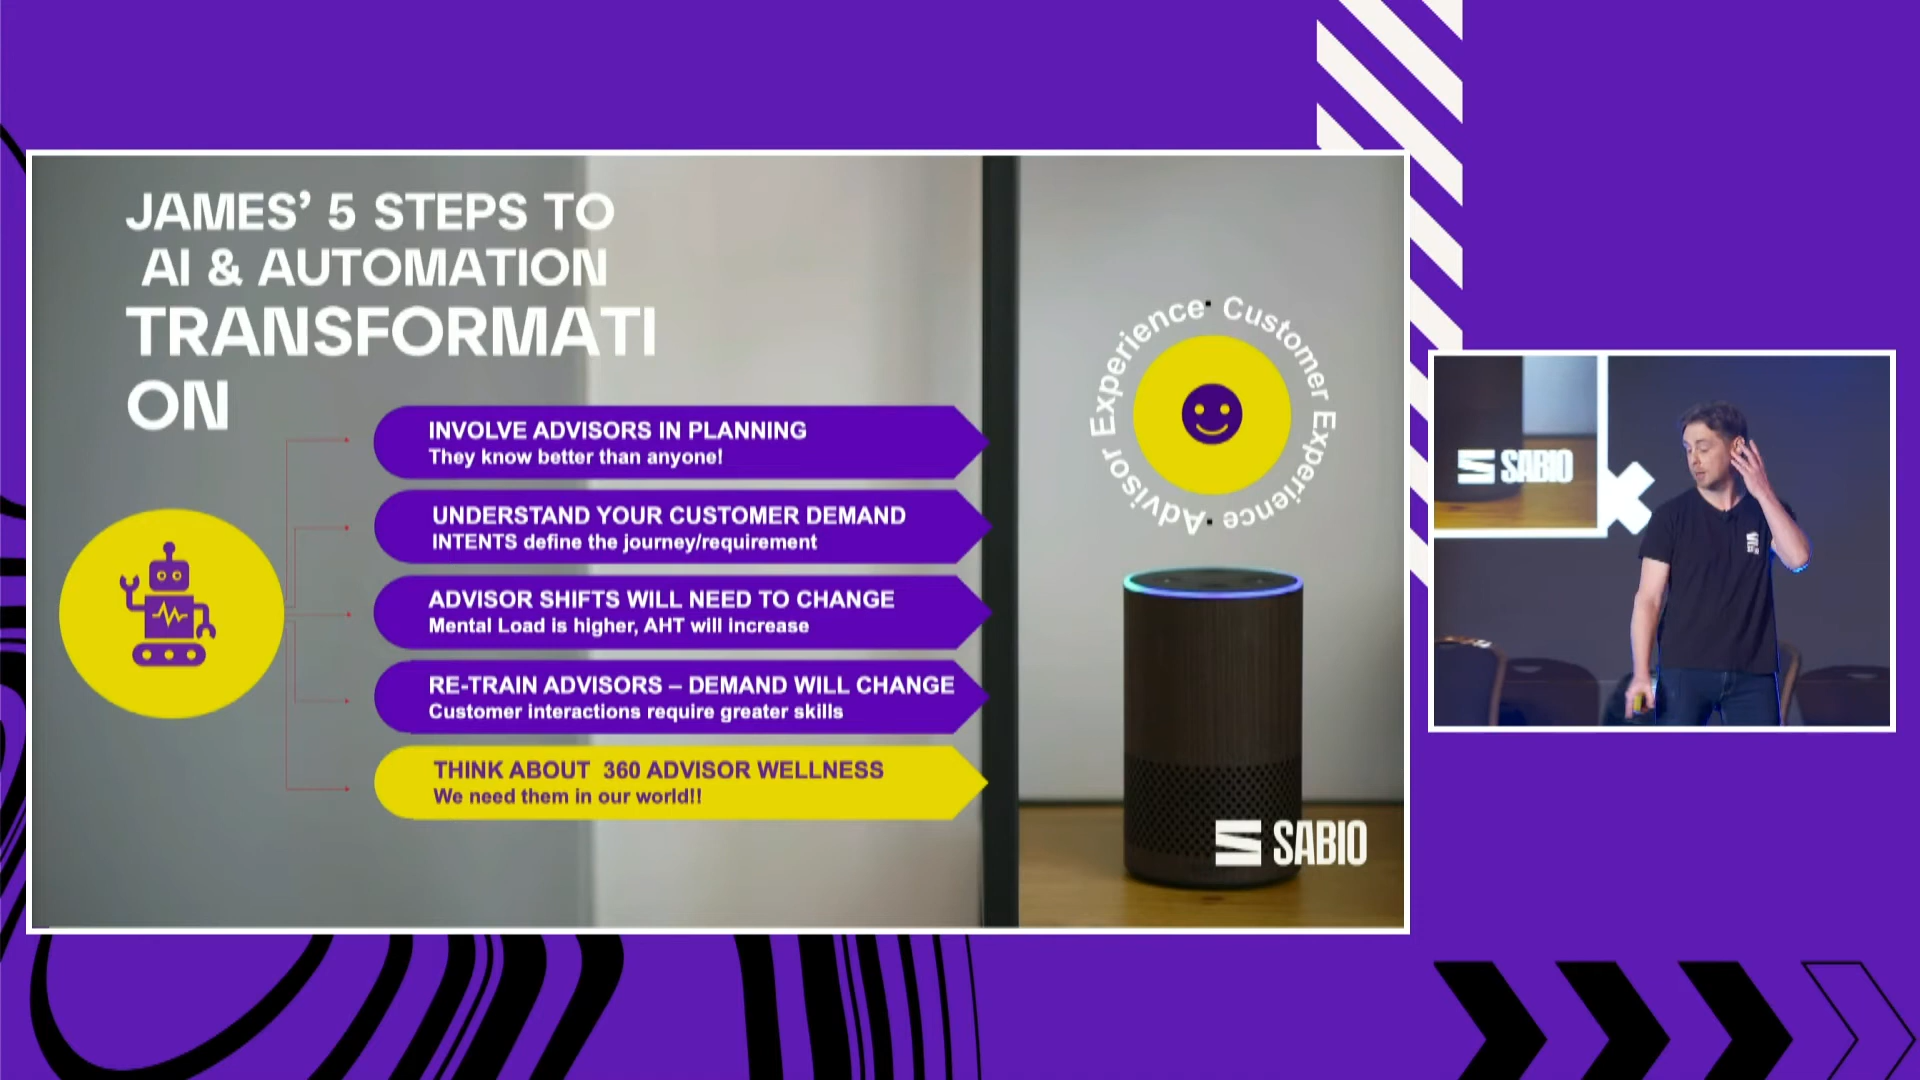 JAMES’ 5 STEPS TO
AI & AUTOMATION
TRANSFORMATI
ON
INVOLVE ADVISORS IN PLANNING
They know better than anyone!
UNDERSTAND YOUR CUSTOMER DEMAND
INTENTS define the journey/requirement
ADVISOR SHIFTS WILL NEED TO CHANGE
Mental Load is higher, AHT will increase
RE-TRAIN ADVISORS – DEMAND WILL CHANGE
Customer interactions require greater skills
THINK ABOUT 360 ADVISOR WELLNESS
We need them in our world!!
Customer Experience · Advisor Experience ·
SABIO
SABIO